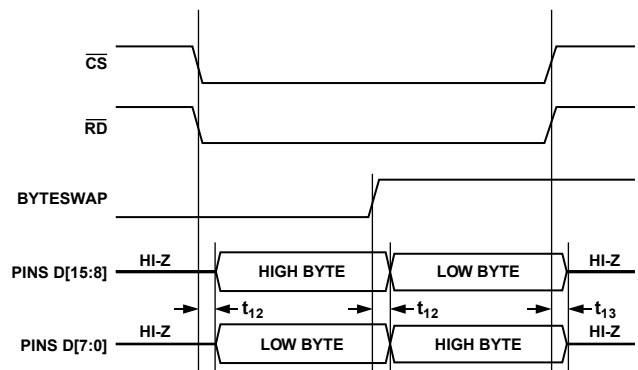 CS
RD
BYTESWAP
PINS D[15:8] HI-Z HIGH BYTE LOW BYTE HI-Z
t12 t12 t13
PINS D[7:0] HI-Z LOW BYTE HIGH BYTE HI-Z